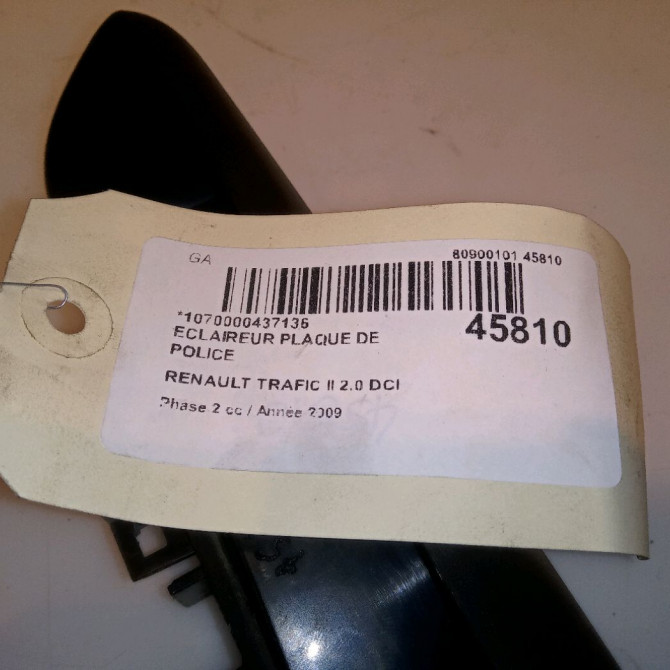 GA
80900101 45810
*1070000437136
45810
ECLAIREUR PLAQUE DE
POLICE
RENAULT TRAFIC II 2.0 DCI
Phase 2 cc / Année 2009